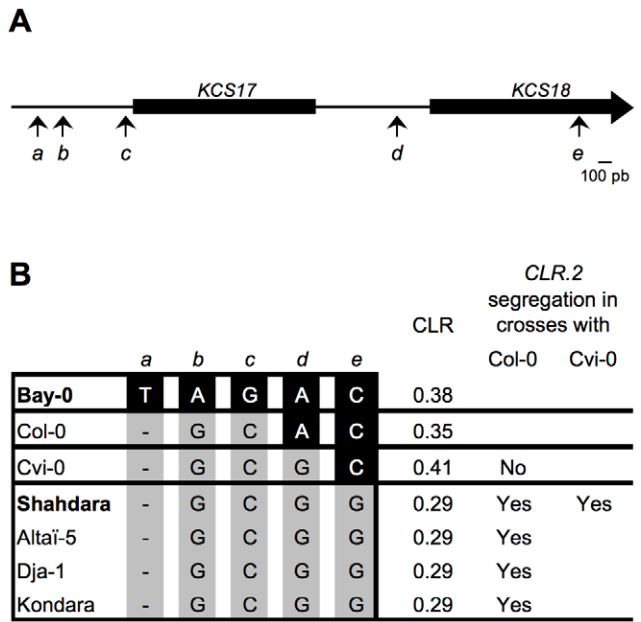 A
KCS17 KCS18
a b c d e
100 pb
B
CLR.2
segregation in
CLR crosses with
a b c d e Col-0 Cvi-0
Bay-0 T A G A C 0.38
Col-0 - G C A C 0.35
Cvi-0 - G C G C 0.41 No
Shahdara - G C G G 0.29 Yes Yes
Altaï-5 - G C G G 0.29 Yes
Dja-1 - G C G G 0.29 Yes
Kondara - G C G G 0.29 Yes